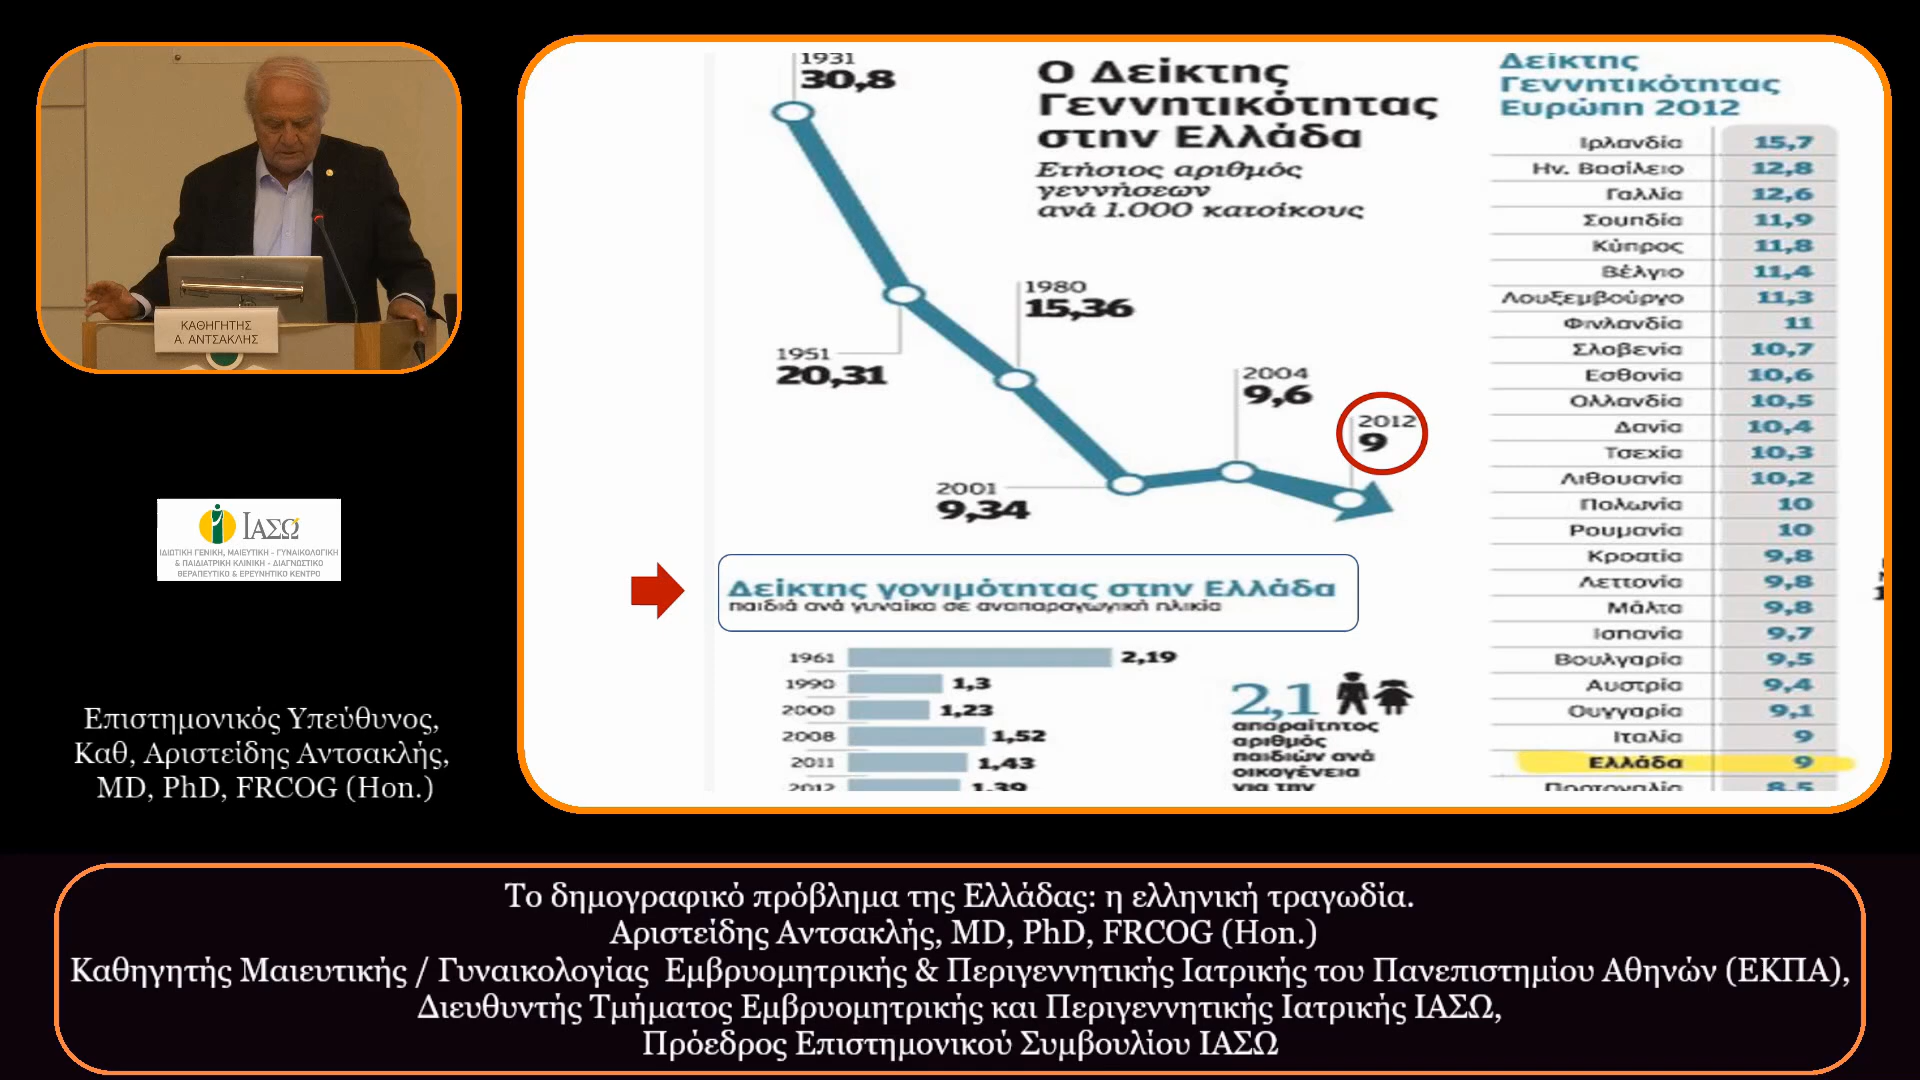 ΚΑΘΗΓΗΤΗΣ
Α. ΑΝΤΣΑΚΛΗΣ
ΙΑΣΩ
ΙΔΙΩΤΙΚΗ ΓΕΝΙΚΗ, ΜΑΙΕΥΤΙΚΗ - ΓΥΝΑΙΚΟΛΟΓΙΚΗ
& ΠΑΙΔΙΑΤΡΙΚΗ ΚΛΙΝΙΚΗ - ΔΙΑΓΝΩΣΤΙΚΟ
ΘΕΡΑΠΕΥΤΙΚΟ & ΕΡΕΥΝΗΤΙΚΟ ΚΕΝΤΡΟ
Επιστημονικός Υπεύθυνος,
Καθ, Αριστείδης Αντσακλής,
MD, PhD, FRCOG (Hon.)
Ο Δείκτης
Γεννητικότητας
στην Ελλάδα
Ετήσιος αριθμός
γεννήσεων
ανά 1.000 κατοίκους
1931
30,8
1951
20,31
1980
15,36
2001
9,34
2004
9,6
2012
9
Δείκτης γονιμότητας στην Ελλάδα
παιδιά ανά γυναίκα σε αναπαραγωγική ηλικία
1961 2,19
1990 1,3
2000 1,23
2008 1,52
2011 1,43
2012 1,39
2,1
απαραίτητος
αριθμός
παιδιών ανά
οικογένεια
για την
Δείκτης
Γεννητικότητας
Ευρώπη 2012
Ιρλανδία 15,7
Ην. Βασίλειο 12,8
Γαλλία 12,6
Σουηδία 11,9
Κύπρος 11,8
Βέλγιο 11,4
Λουξεμβούργο 11,3
Φινλανδία 11
Σλοβενία 10,7
Εσθονία 10,6
Ολλανδία 10,5
Δανία 10,4
Τσεχία 10,3
Λιθουανία 10,2
Πολωνία 10
Ρουμανία 10
Κροατία 9,8
Λεττονία 9,8
Μάλτα 9,8
Ισπανία 9,7
Βουλγαρία 9,5
Αυστρία 9,4
Ουγγαρία 9,1
Ιταλία 9
Ελλάδα 9
Πορτογαλία 8,5
Το δημογραφικό πρόβλημα της Ελλάδας: η ελληνική τραγωδία.
Αριστείδης Αντσακλής, MD, PhD, FRCOG (Hon.)
Καθηγητής Μαιευτικής / Γυναικολογίας Εμβρυομητρικής & Περιγεννητικής Ιατρικής του Πανεπιστημίου Αθηνών (ΕΚΠΑ),
Διευθυντής Τμήματος Εμβρυομητρικής και Περιγεννητικής Ιατρικής ΙΑΣΩ,
Πρόεδρος Επιστημονικού Συμβουλίου ΙΑΣΩ